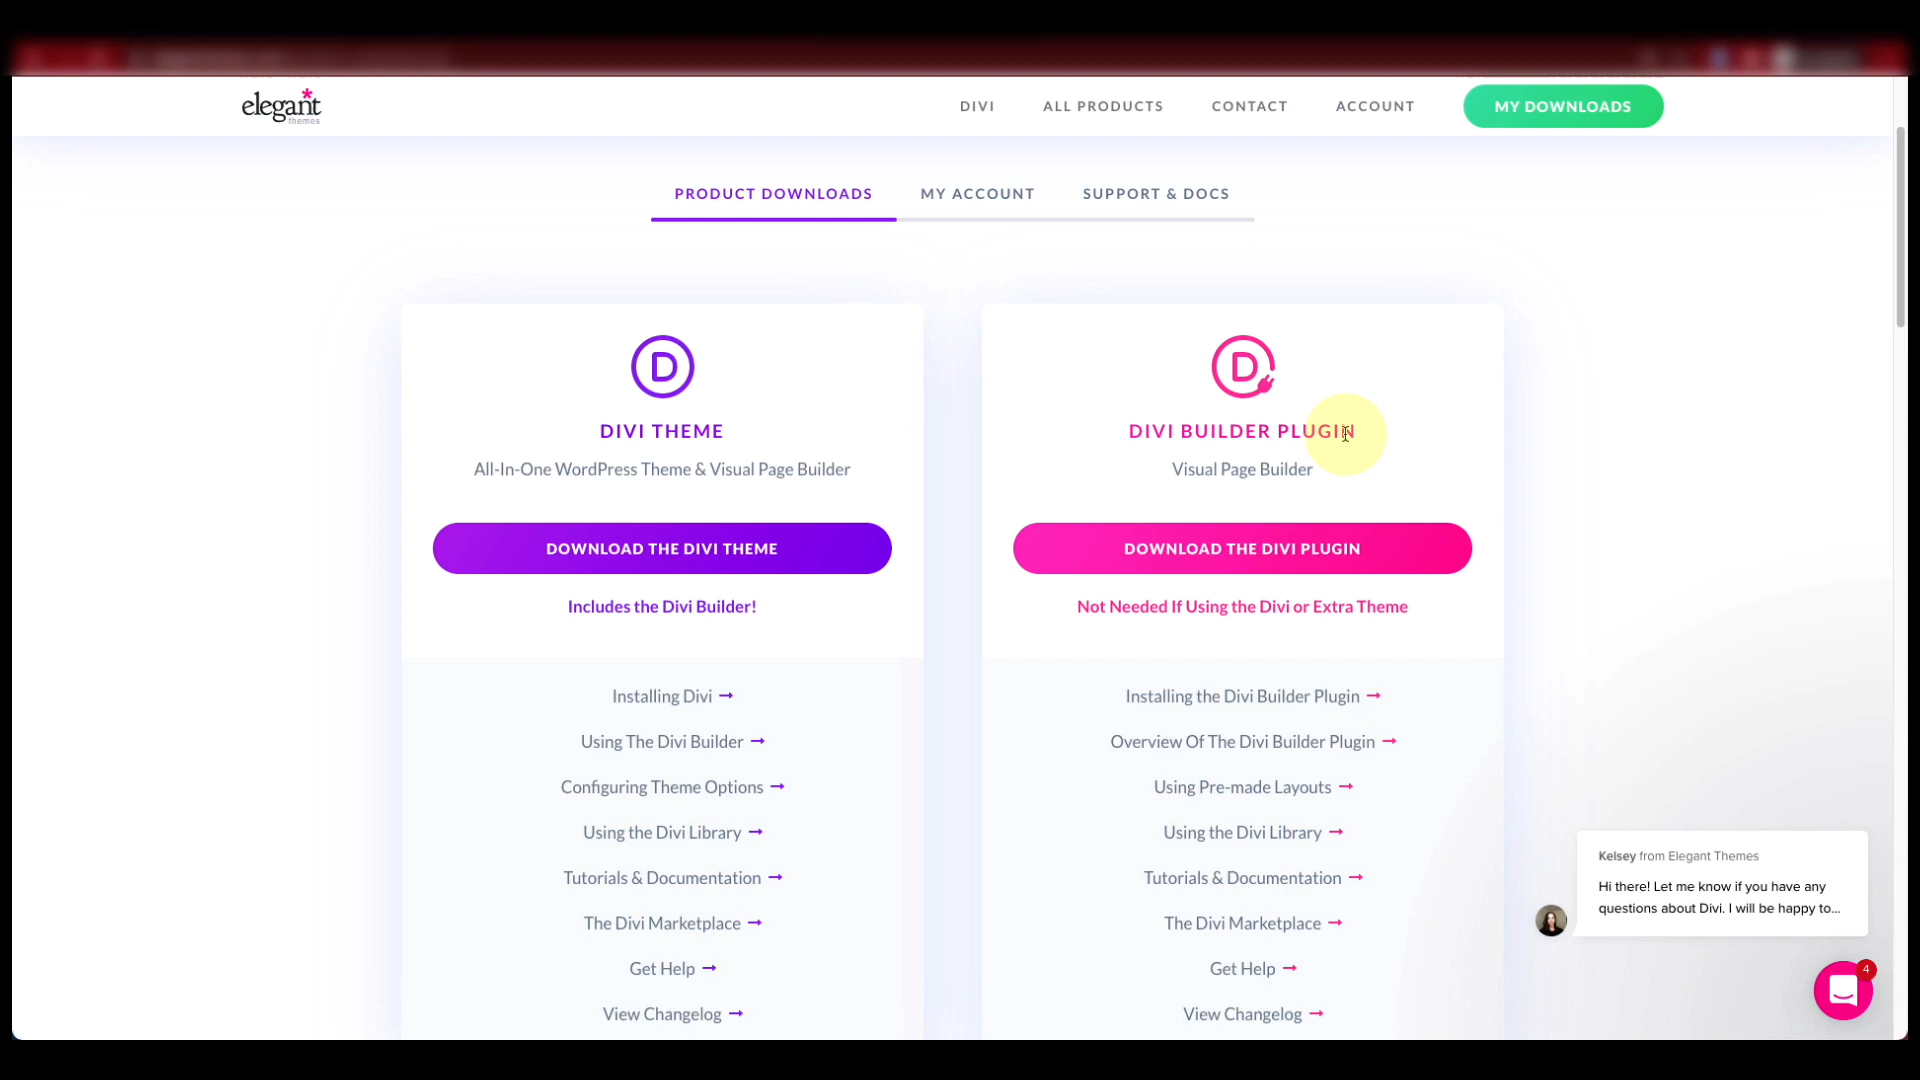 elegant
themes
DIVI
ALL PRODUCTS
CONTACT
ACCOUNT
MY DOWNLOADS
PRODUCT DOWNLOADS
MY ACCOUNT
SUPPORT & DOCS
D
DIVI THEME
All-In-One WordPress Theme & Visual Page Builder
DOWNLOAD THE DIVI THEME
Includes the Divi Builder!
Installing Divi
Using The Divi Builder
Configuring Theme Options
Using the Divi Library
Tutorials & Documentation
The Divi Marketplace
Get Help
View Changelog
D
DIVI BUILDER PLUGIN
Visual Page Builder
DOWNLOAD THE DIVI PLUGIN
Not Needed If Using the Divi or Extra Theme
Installing the Divi Builder Plugin
Overview Of The Divi Builder Plugin
Using Pre-made Layouts
Using the Divi Library
Tutorials & Documentation
The Divi Marketplace
Get Help
View Changelog
Kelsey from Elegant Themes
Hi there! Let me know if you have any
questions about Divi. I will be happy to...
4